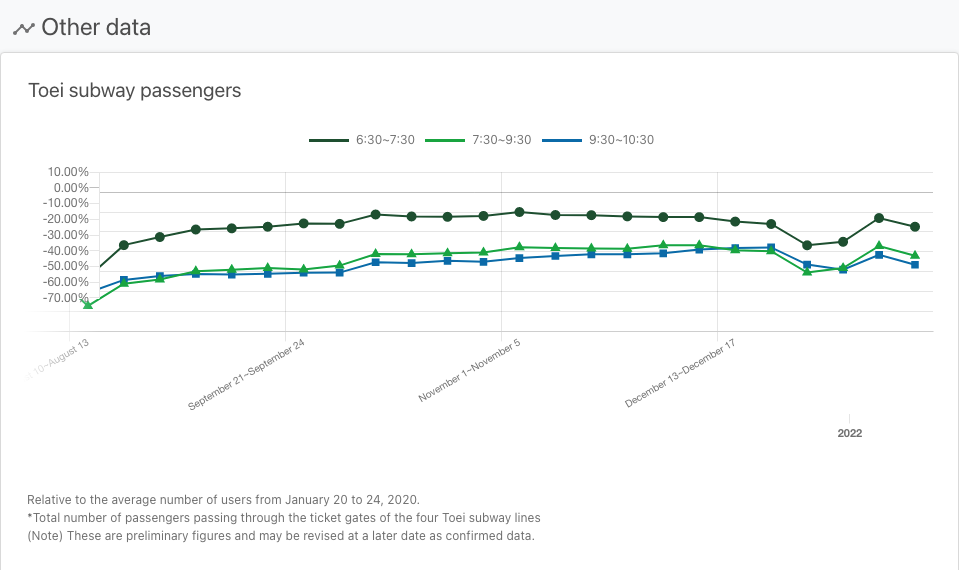 Other data
Toei subway passengers
6:30~7:30 7:30~9:30 9:30~10:30
10.00%
0.00%
-10.00%
-20.00%
-30.00%
-40.00%
-50.00%
-60.00%
-70.00%
10~August 13
September 21~September 24
November 1~November 5
December 13~December 17
2022
Relative to the average number of users from January 20 to 24, 2020.
*Total number of passengers passing through the ticket gates of the four Toei subway lines
(Note) These are preliminary figures and may be revised at a later date as confirmed data.